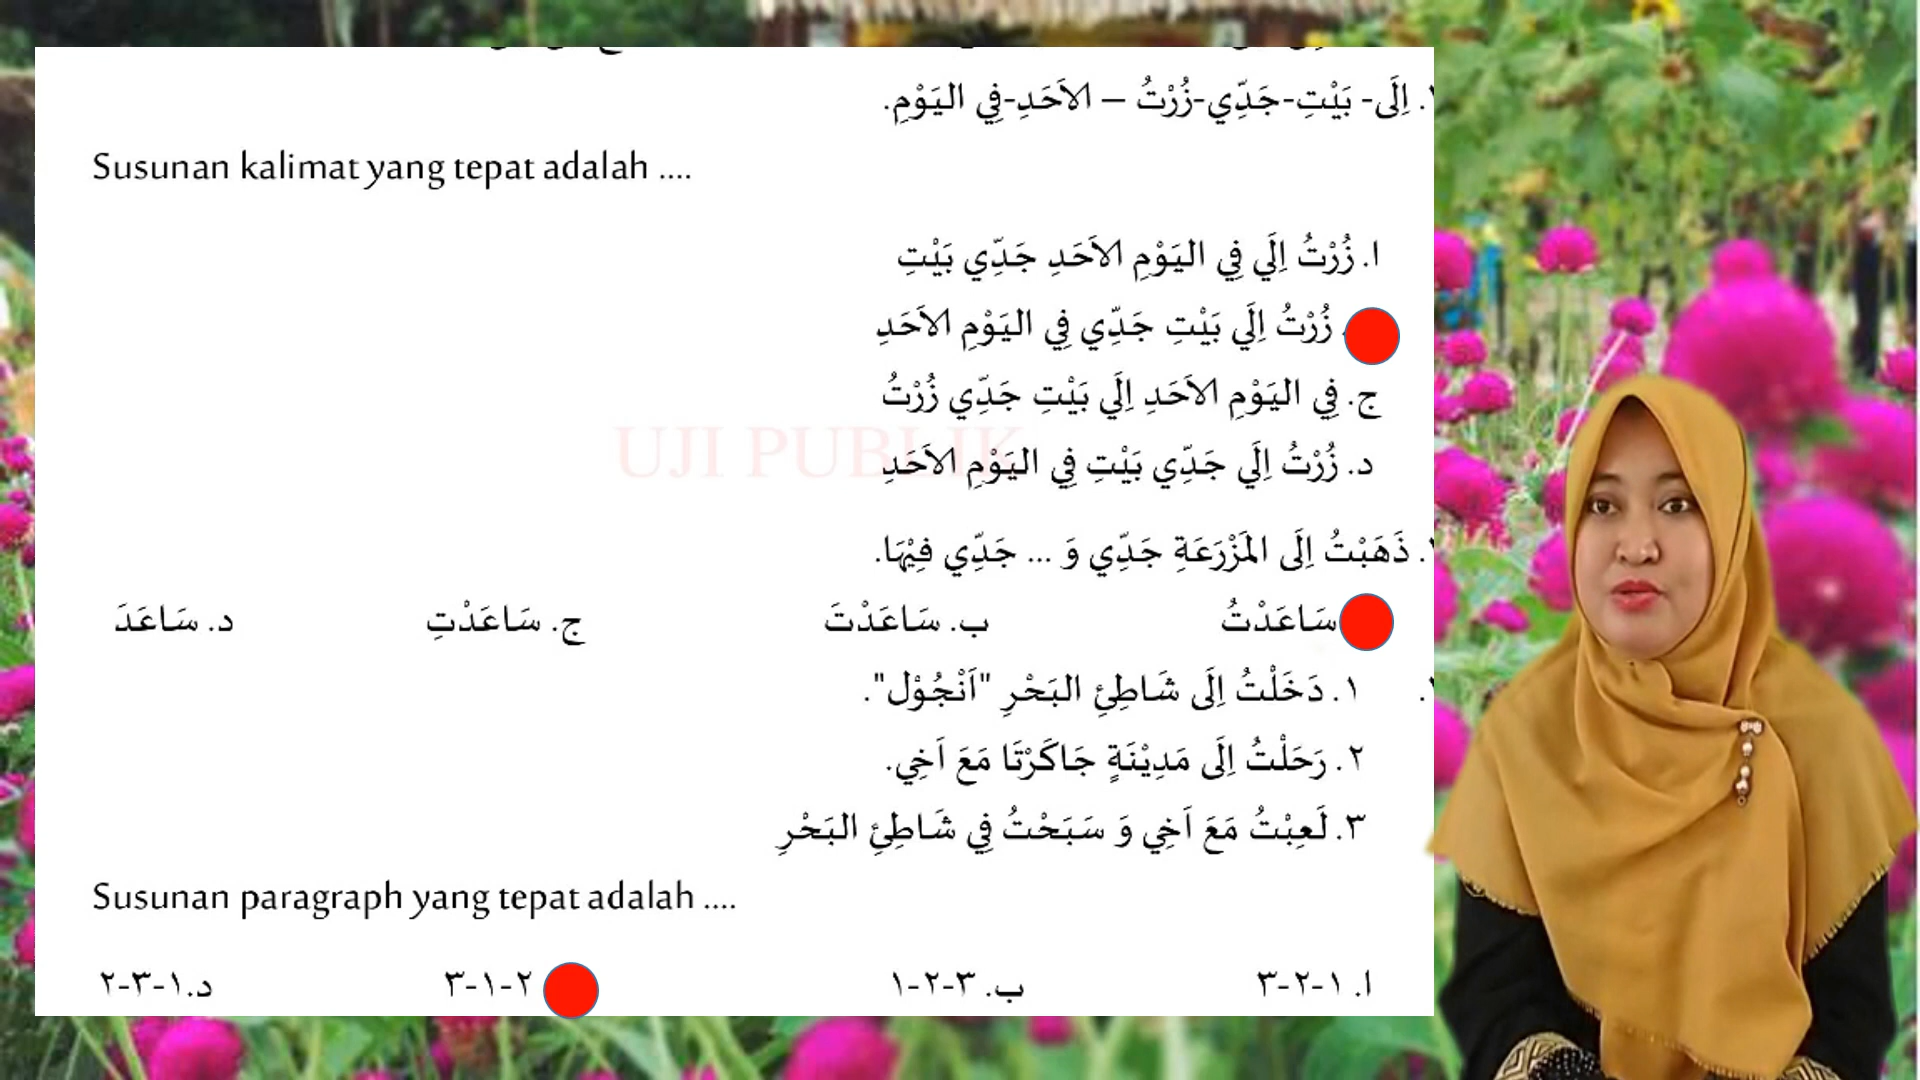 اِلَى- بَيْتِ-جَدِّي-زُرْتُ – الاَحَدِ-فِي اليَوْمِ.
Susunan kalimat yang tepat adalah ....
ا. زُرْتُ اِلَي فِي اليَوْمِ الاَحَدِ جَدِّي بَيْتِ
زُرْتُ اِلَي بَيْتِ جَدِّي فِي اليَوْمِ الاَحَدِ
ج. فِي اليَوْمِ الاَحَدِ اِلَي بَيْتِ جَدِّي زُرْتُ
UJI PUBLIK
د. زُرْتُ اِلَي جَدِّي بَيْتِ فِي اليَوْمِ الاَحَدِ
ذَهَبْتُ اِلَى المَزْرَعَةِ جَدِّي وَ ... جَدِّي فِيْهَا.
سَاعَدْتُ ب. سَاعَدْتَ ج. سَاعَدْتِ د. سَاعَدَ
١. دَخَلْتُ اِلَى شَاطِئِ البَحْرِ "اَنْجُوْل".
٢. رَحَلْتُ اِلَى مَدِيْنَةٍ جَاكَرْتَا مَعَ اَخِي.
٣. لَعِبْتُ مَعَ اَخِي وَ سَبَحْتُ فِي شَاطِئِ البَحْرِ
Susunan paragraph yang tepat adalah ....
ا. ١-٢-٣ ب. ٣-٢-١ ٢-١-٣ د.١-٣-٢